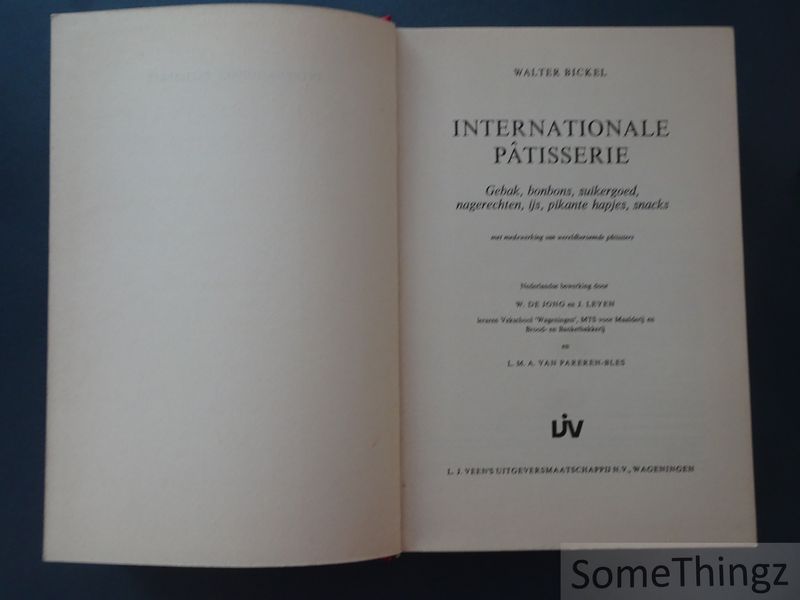 WALTER BICKEL
INTERNATIONALE
PÂTISSERIE
Gebak, bonbons, suikergoed,
nagerechten, ijs, pikante hapjes, snacks
met medewerking van wereldberoemde pâtissiers
Nederlandse bewerking door
W. DE JONG en J. LEYEN
leraren Vakschool 'Wageningen', MTS voor Maalderij en
Brood- en Banketbakkerij
en
L. M. A. VAN PAREREN-BLES
LJV
L. J. VEEN'S UITGEVERSMAATSCHAPPIJ N.V., WAGENINGEN
SomeThingz